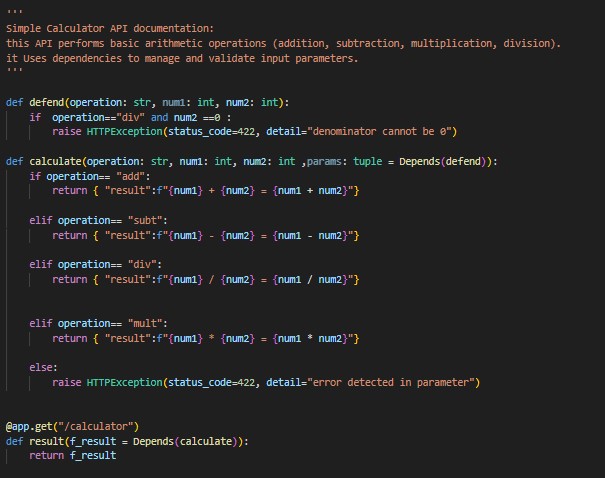 '''
Simple Calculator API documentation:
this API performs basic arithmetic operations (addition, subtraction, multiplication, division).
it Uses dependencies to manage and validate input parameters.
'''
def defend(operation: str, num1: int, num2: int):
    if  operation=="div" and num2 ==0 :
        raise HTTPException(status_code=422, detail="denominator cannot be 0")
def calculate(operation: str, num1: int, num2: int ,params: tuple = Depends(defend)):
    if operation== "add":
        return { "result":f"{num1} + {num2} = {num1 + num2}"}
    elif operation== "subt":
        return { "result":f"{num1} - {num2} = {num1 - num2}"}
    elif operation== "div":
        return { "result":f"{num1} / {num2} = {num1 / num2}"}
    elif operation== "mult":
        return { "result":f"{num1} * {num2} = {num1 * num2}"}
    else:
        raise HTTPException(status_code=422, detail="error detected in parameter")
@app.get("/calculator")
def result(f_result = Depends(calculate)):
    return f_result